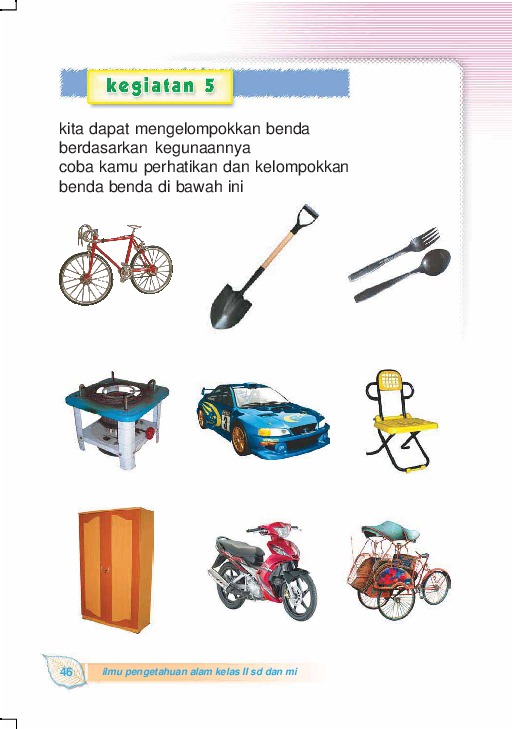 kegiatan 5
kita dapat mengelompokkan benda
berdasarkan kegunaannya
coba kamu perhatikan dan kelompokkan
benda benda di bawah ini
46
ilmu pengetahuan alam kelas II sd dan mi